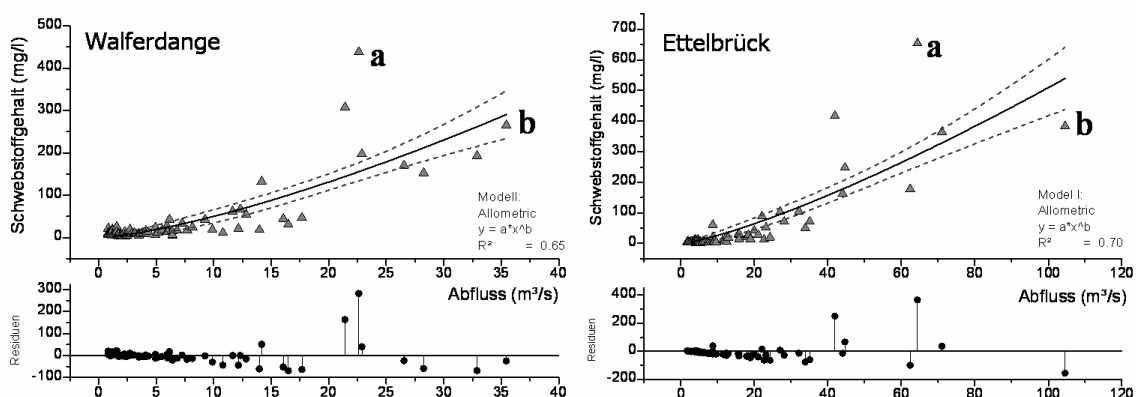 Walferdange
Schwebstoffgehalt (mg/l)
500
400
300
200
100
0
a
b
Modell:
Allometric
y = a*x^b
R² = 0.65
0 5 10 15 20 25 30 35 40
Abfluss (m³/s)
Residuen
300
200
100
0
-100
0 5 10 15 20 25 30 35 40
Ettelbrück
Schwebstoffgehalt (mg/l)
700
600
500
400
300
200
100
0
a
b
Modell I:
Allometric
y = a*x^b
R² = 0.70
0 20 40 60 80 100 120
Abfluss (m³/s)
Residuen
400
200
0
-200
0 20 40 60 80 100 120